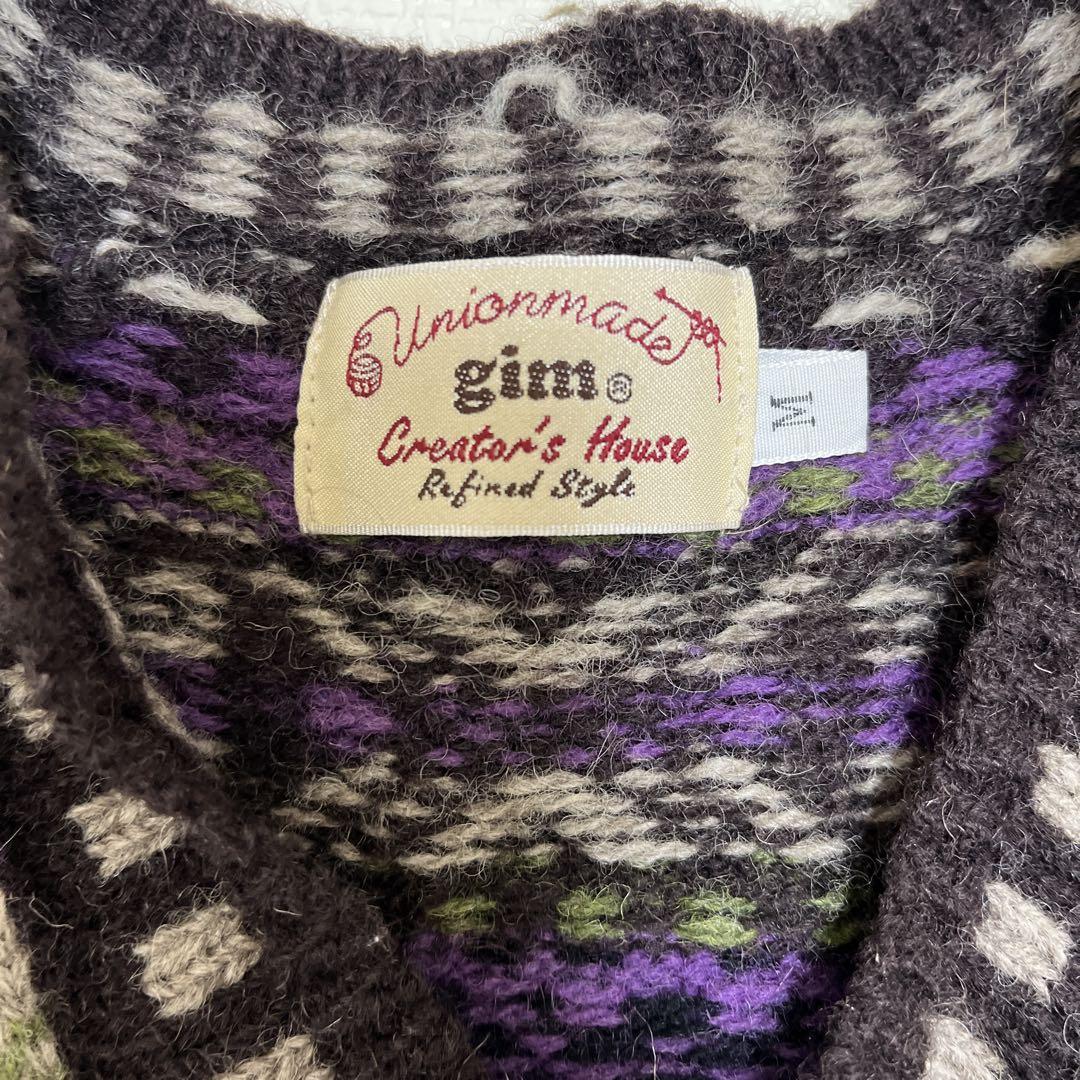 Unionmade
gim®
Creator's House
Refined Style
M